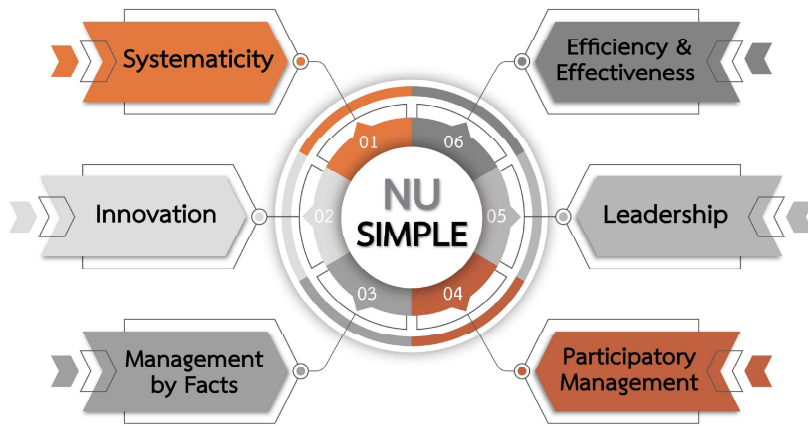 Systematicity
Efficiency &
Effectiveness
01
06
Innovation
02
NU
SIMPLE
05
Leadership
03
04
Management
by Facts
Participatory
Management